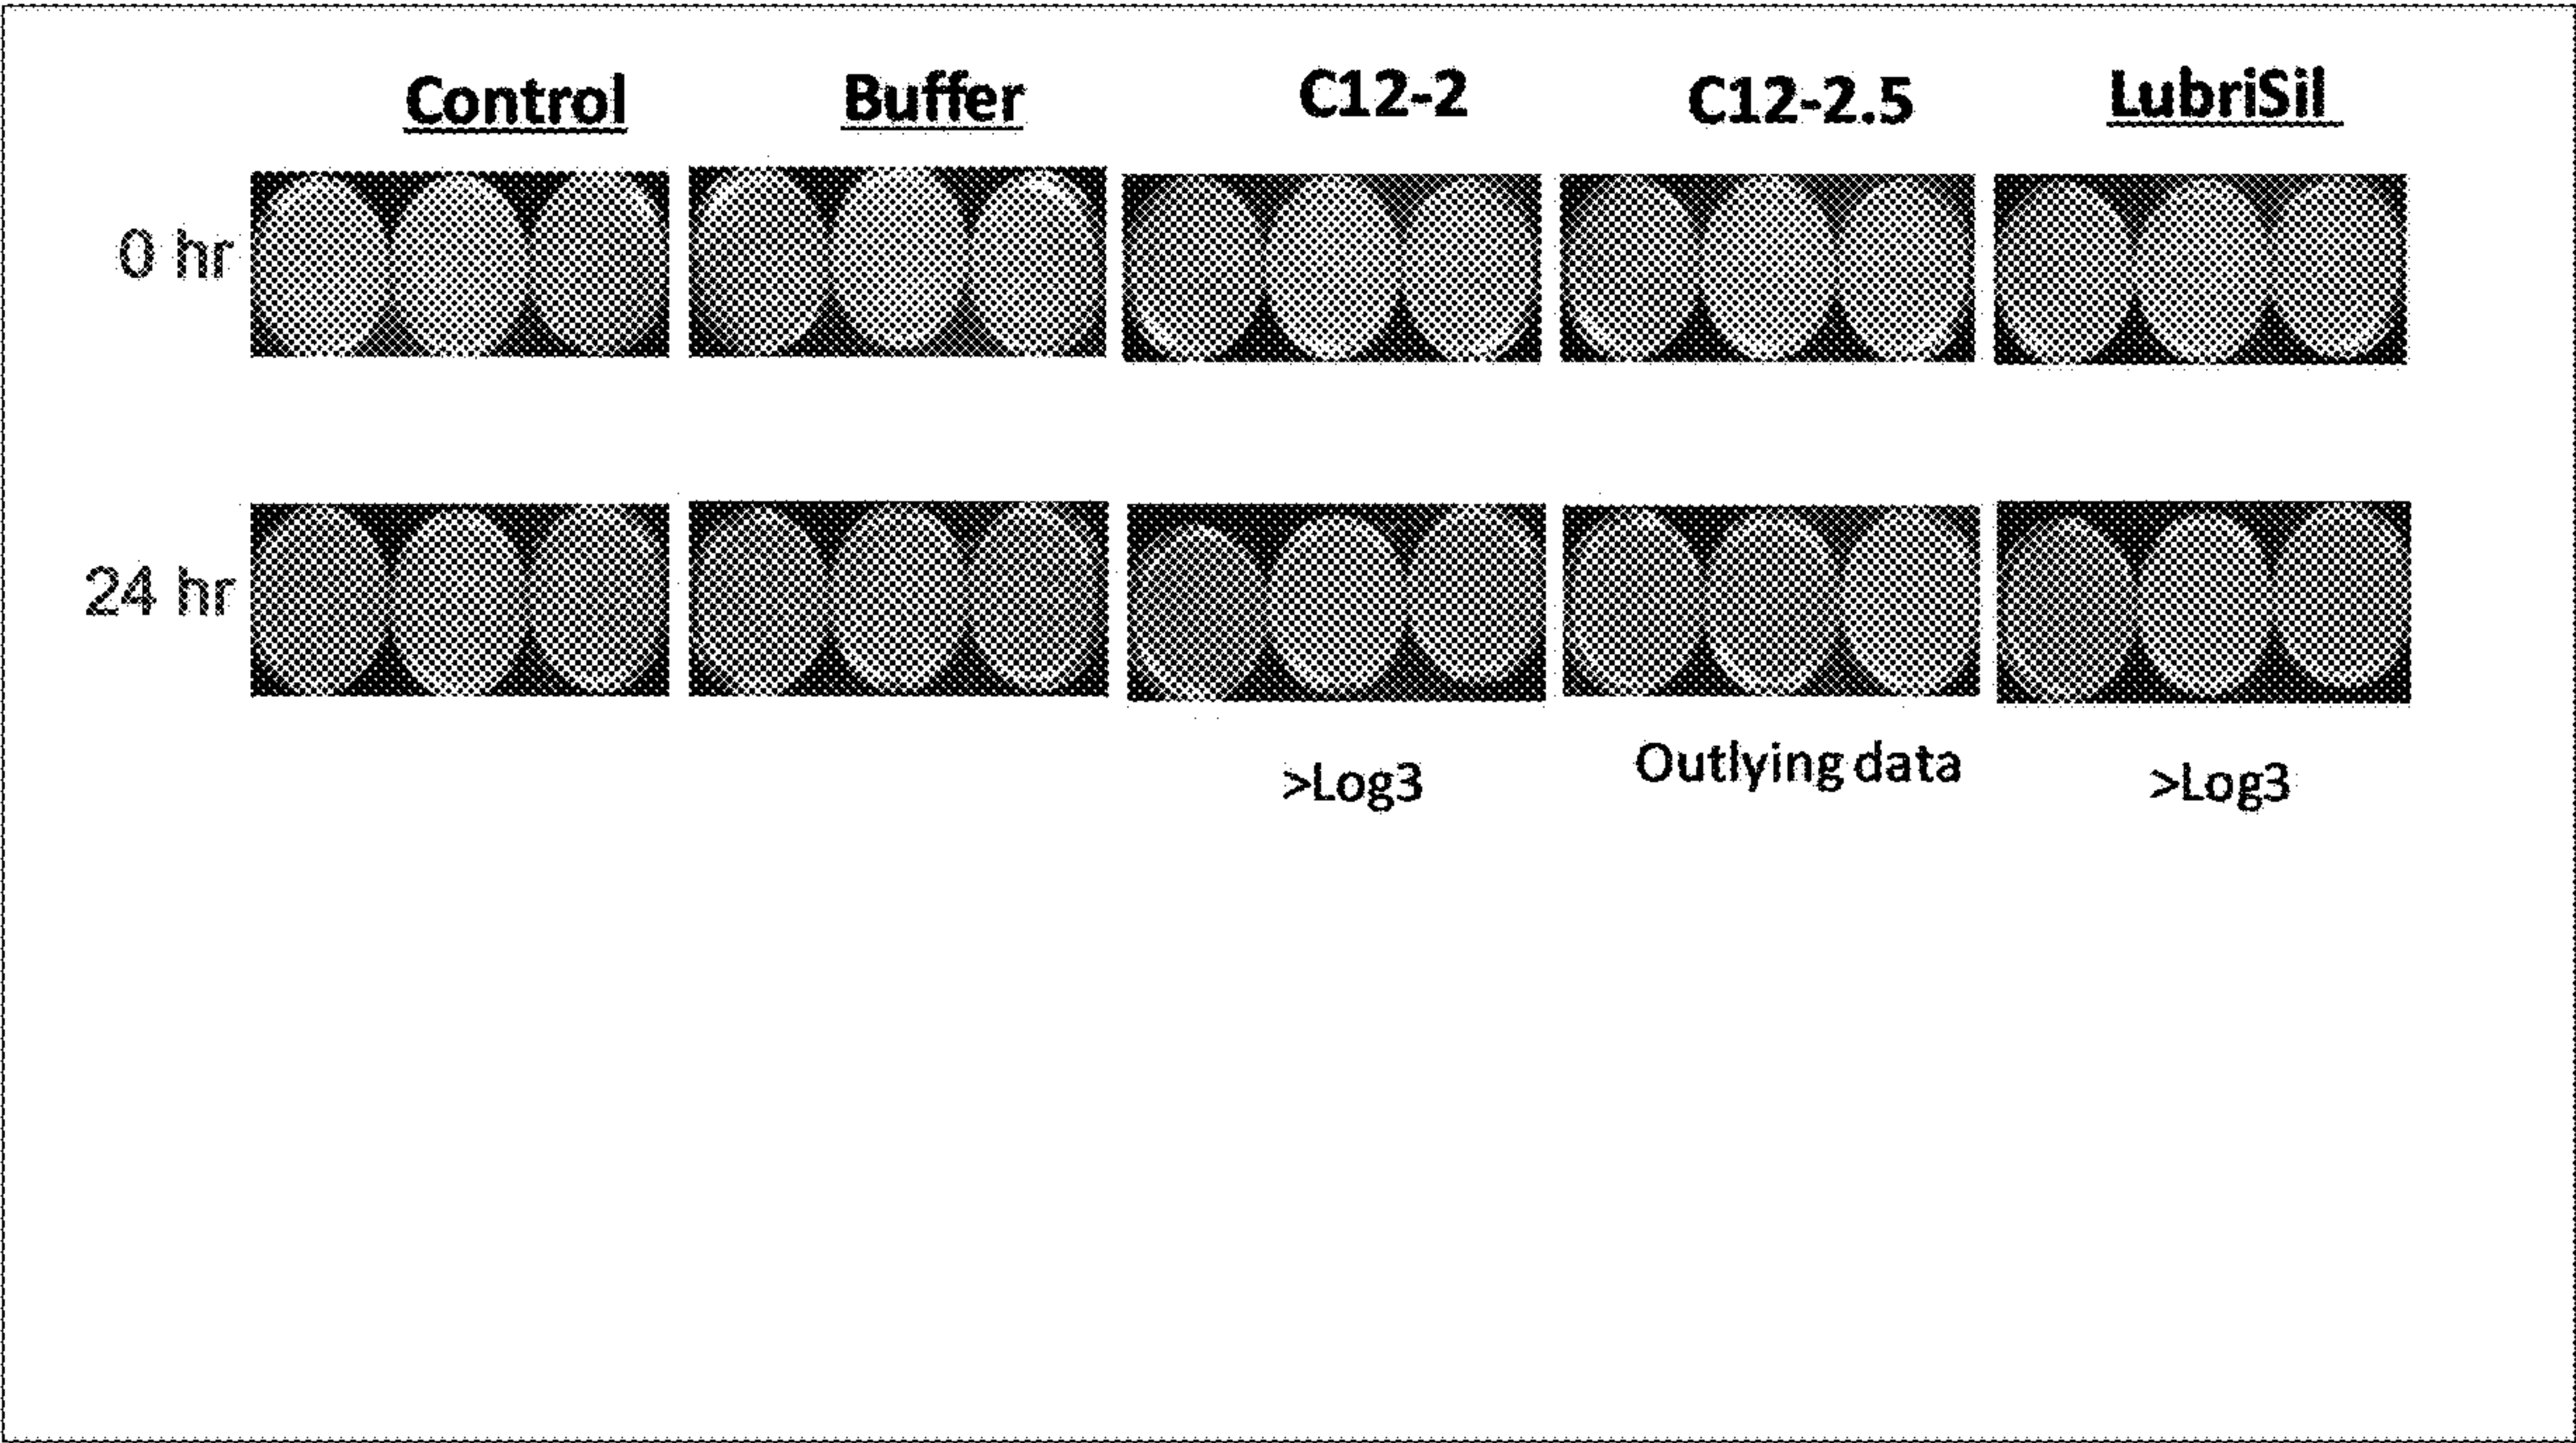 Control Buffer C12-2 C12-2.5 LubriSil
0 hr
24 hr
>Log3 Outlying data >Log3